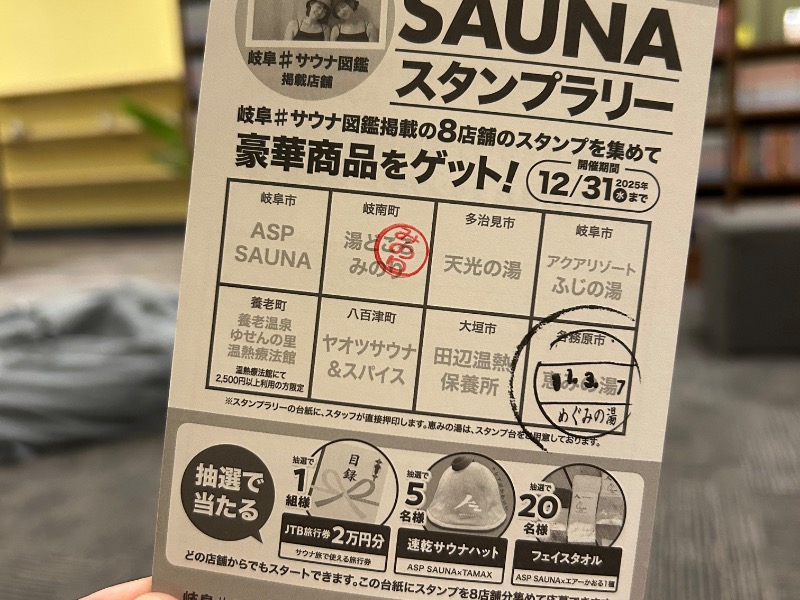 SAUNA
スタンプラリー
岐阜#サウナ図鑑
掲載店舗
岐阜#サウナ図鑑掲載の8店舗のスタンプを集めて
豪華商品をゲット!
開催期間
12/31 水 2025年まで
岐阜市
ASP
SAUNA
岐南町
湯どころ
みのり
みのり
多治見市
天光の湯
岐阜市
アクアリゾート
ふじの湯
養老町
養老温泉
ゆせんの里
温熱療法館
温熱療法館にて
2,500円以上利用の方限定
八百津町
ヤオツサウナ
&スパイス
大垣市
田辺温熱
保養所
各務原市
恵みの湯
めぐみの湯
※スタンプラリーの台紙に、スタッフが直接押印します。恵みの湯は、スタンプ台をご用意しております。
抽選で
当たる
目録
抽選で
1
組様
JTB旅行券 2万円分
サウナ旅で使える旅行券
抽選で
5
名様
速乾サウナハット
ASP SAUNA×TAMAX
抽選で
20
名様
フェイスタオル
ASP SAUNA×エアーかおる1種
どの店舗からでもスタートできます。この台紙にスタンプを8店舗分集めて